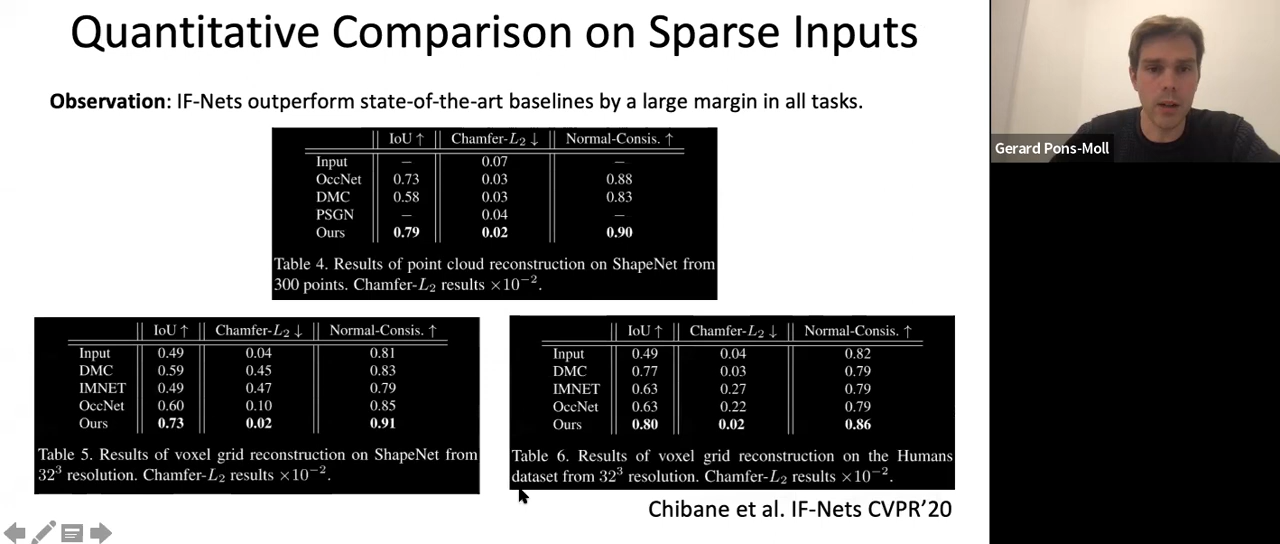 Quantitative Comparison on Sparse Inputs
Observation: IF-Nets outperform state-of-the-art baselines by a large margin in all tasks.
IoU ↑ Chamfer-L₂ ↓ Normal-Consis. ↑
Input – 0.07 –
OccNet 0.73 0.03 0.88
DMC 0.58 0.03 0.83
PSGN – 0.04 –
Ours 0.79 0.02 0.90
Table 4. Results of point cloud reconstruction on ShapeNet from
300 points. Chamfer-L₂ results ×10⁻².
IoU ↑ Chamfer-L₂ ↓ Normal-Consis. ↑
Input 0.49 0.04 0.81
DMC 0.59 0.45 0.83
IMNET 0.49 0.47 0.79
OccNet 0.60 0.10 0.85
Ours 0.73 0.02 0.91
Table 5. Results of voxel grid reconstruction on ShapeNet from
32³ resolution. Chamfer-L₂ results ×10⁻².
IoU ↑ Chamfer-L₂ ↓ Normal-Consis. ↑
Input 0.49 0.04 0.82
DMC 0.77 0.03 0.79
IMNET 0.63 0.27 0.79
OccNet 0.63 0.22 0.79
Ours 0.80 0.02 0.86
Table 6. Results of voxel grid reconstruction on the Humans
dataset from 32³ resolution. Chamfer-L₂ results ×10⁻².
Chibane et al. IF-Nets CVPR'20
Gerard Pons-Moll